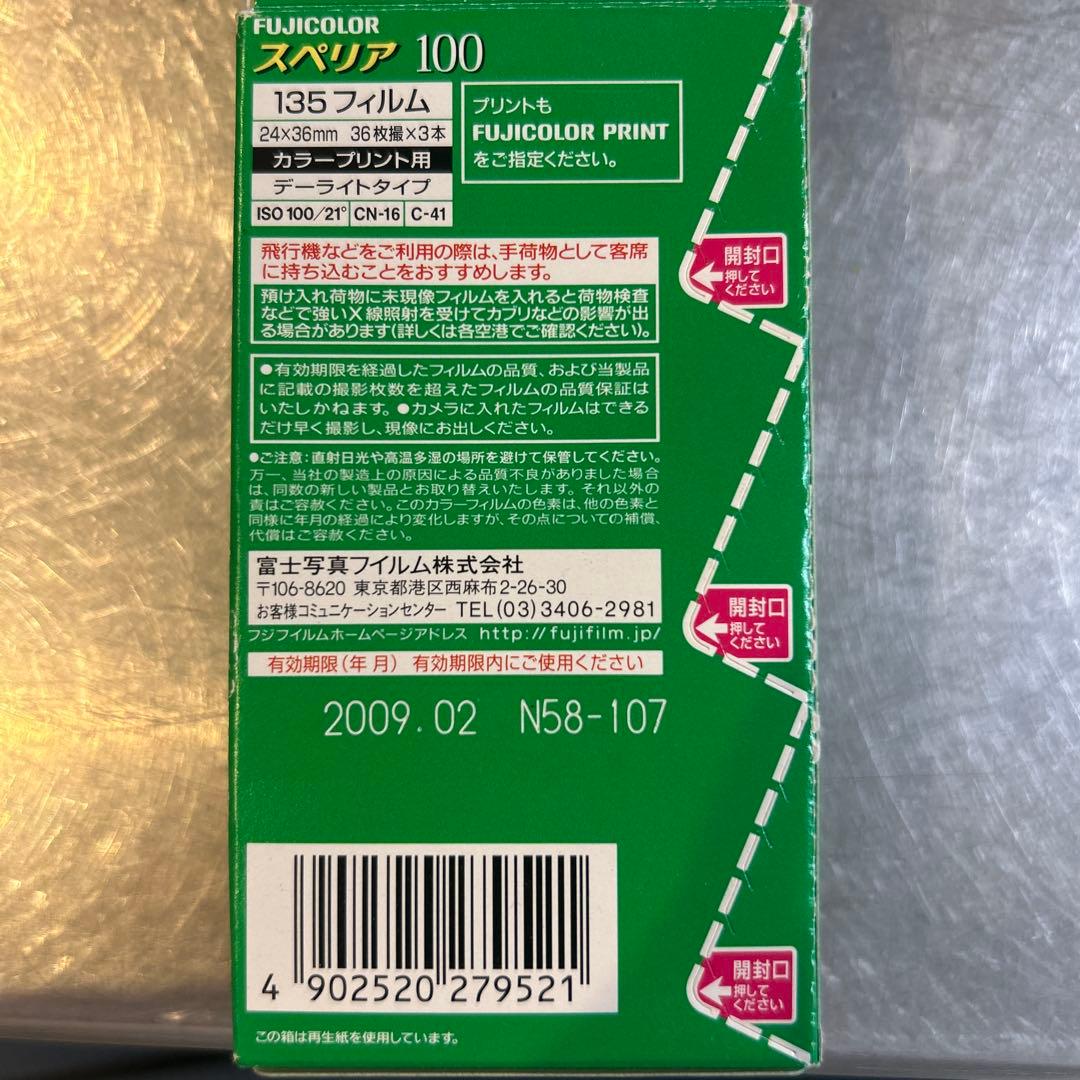 FUJICOLOR
スペリア 100
135フィルム
24×36mm 36枚撮×3本
カラープリント用
デーライトタイプ
ISO 100/21° CN-16 C-41
プリントも
FUJICOLOR PRINT
をご指定ください。
飛行機などをご利用の際は、手荷物として客席
に持ち込むことをおすすめします。
預け入れ荷物に未現像フィルムを入れると荷物検査
などで強いX線照射を受けてカブリなどの影響が出
る場合があります(詳しくは各空港でご確認ください)。
●有効期限を経過したフィルムの品質、および当製品
に記載の撮影枚数を超えたフィルムの品質保証は
いたしかねます。●カメラに入れたフィルムはできる
だけ早く撮影し、現像にお出しください。
●ご注意:直射日光や高温多湿の場所を避けて保管してください。
万一、当社の製造上の原因による品質不良がありました場合
は、同数の新しい製品とお取り替えいたします。それ以外の
責はご容赦ください。このカラーフィルムの色素は、他の色素と
同様に年月の経過により変化しますが、その点についての補償、
代償はご容赦ください。
富士写真フイルム株式会社
〒106-8620 東京都港区西麻布2-26-30
お客様コミュニケーションセンター TEL(03)3406-2981
フジフイルムホームページアドレス http://fujifilm.jp/
有効期限(年月) 有効期限内にご使用ください
2009.02 N58-107
4 902520 279521
この箱は再生紙を使用しています。
開封口
押して
ください
開封口
押して
ください
開封口
押して
ください